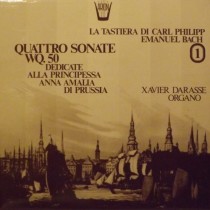 LA TASTIERA DI CARL PHILIPP
EMANUEL BACH
1
QUATTRO SONATE
WQ. 50
DEDICATE
ALLA PRINCIPESSA
ANNA AMALIA
DI PRUSSIA
XAVIER DARASSE
ORGANO